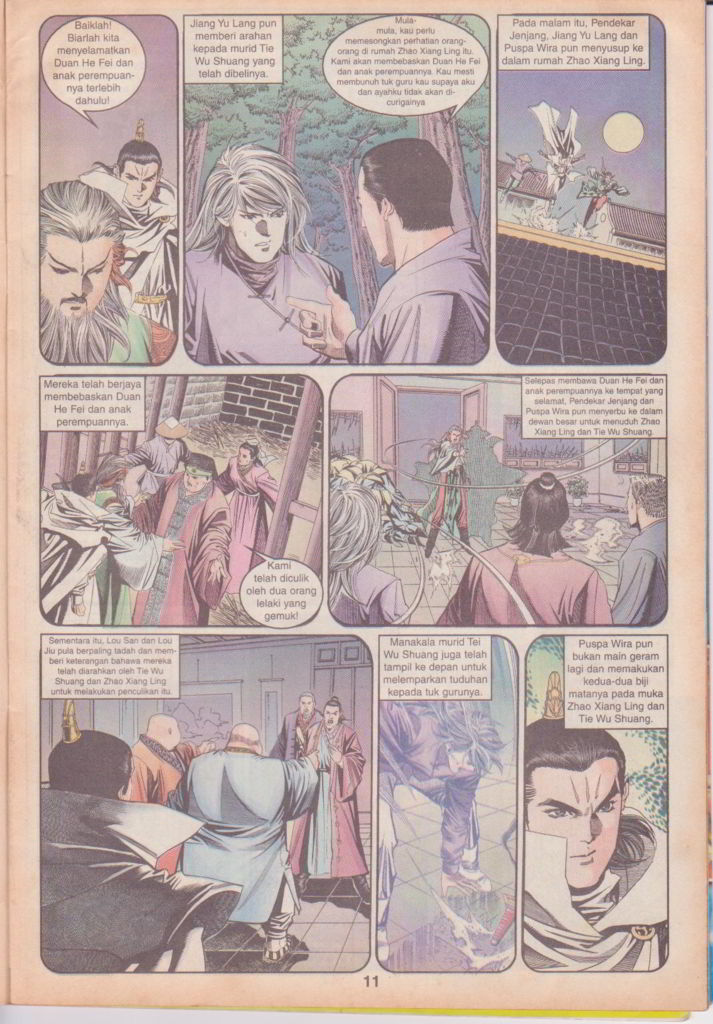 Baiklah!
Biarlah kita
menyelamatkan
Duan He Fei dan
anak perempuan-
nya terlebih
dahulu!
Jiang Yu Lang pun
memberi arahan
kepada murid Tie
Wu Shuang yang
telah dibelinya.
Mula-
mula, kau perlu
memesongkan perhatian orang-
orang di rumah Zhao Xiang Ling itu.
Kami akan membebaskan Duan He Fei
dan anak perempuannya. Kau mesti
membunuh tuk guru kau supaya aku
dan ayahku tidak akan di-
curigainya
Pada malam itu, Pendekar
Jenjang, Jiang Yu Lang dan
Puspa Wira pun menyusup ke
dalam rumah Zhao Xiang Ling.
Mereka telah berjaya
membebaskan Duan
He Fei dan anak
perempuannya.
Kami
telah diculik
oleh dua orang
lelaki yang
gemuk!
Selepas membawa Duan He Fei dan
anak perempuannya ke tempat yang
selamat, Pendekar Jenjang dan
Puspa Wira pun menyerbu ke dalam
dewan besar untuk menuduh Zhao
Xiang Ling dan Tie Wu Shuang.
Sementara itu, Lou San dan Lou
Jiu pula berpaling tadah dan mem-
beri keterangan bahawa mereka
telah diarahkan oleh Tie Wu
Shuang dan Zhao Xiang Ling
untuk melakukan penculikan itu.
Manakala murid Tei
Wu Shuang juga telah
tampil ke depan untuk
melemparkan tuduhan
kepada tuk gurunya.
Puspa Wira pun
bukan main geram
lagi dan memakukan
kedua-dua biji
matanya pada muka
Zhao Xiang Ling dan
Tie Wu Shuang.
11